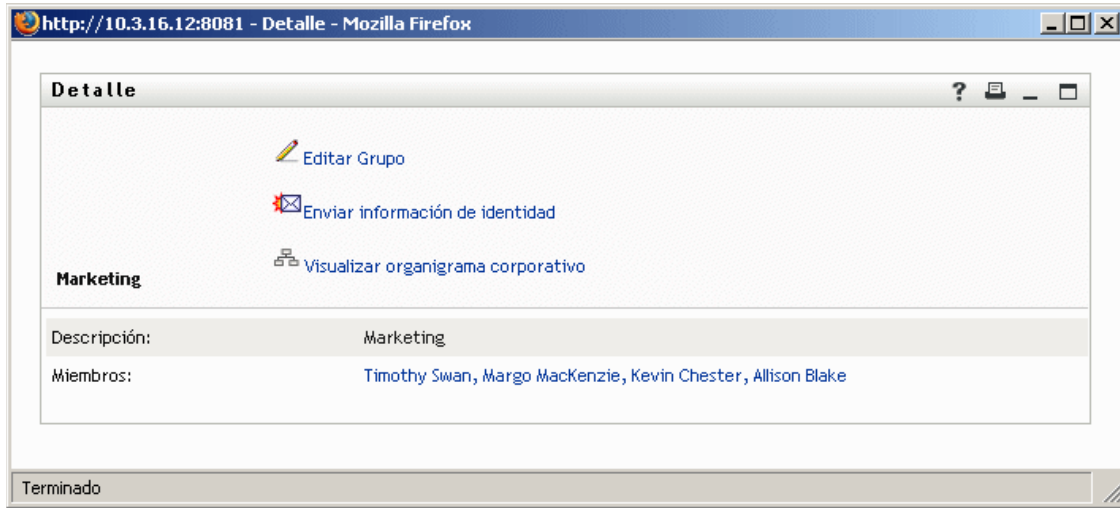 http://10.3.16.12:8081 - Detalle - Mozilla Firefox
Detalle
Editar Grupo
Enviar información de identidad
Visualizar organigrama corporativo
Marketing
Descripción: Marketing
Miembros: Timothy Swan, Margo MacKenzie, Kevin Chester, Allison Blake
Terminado